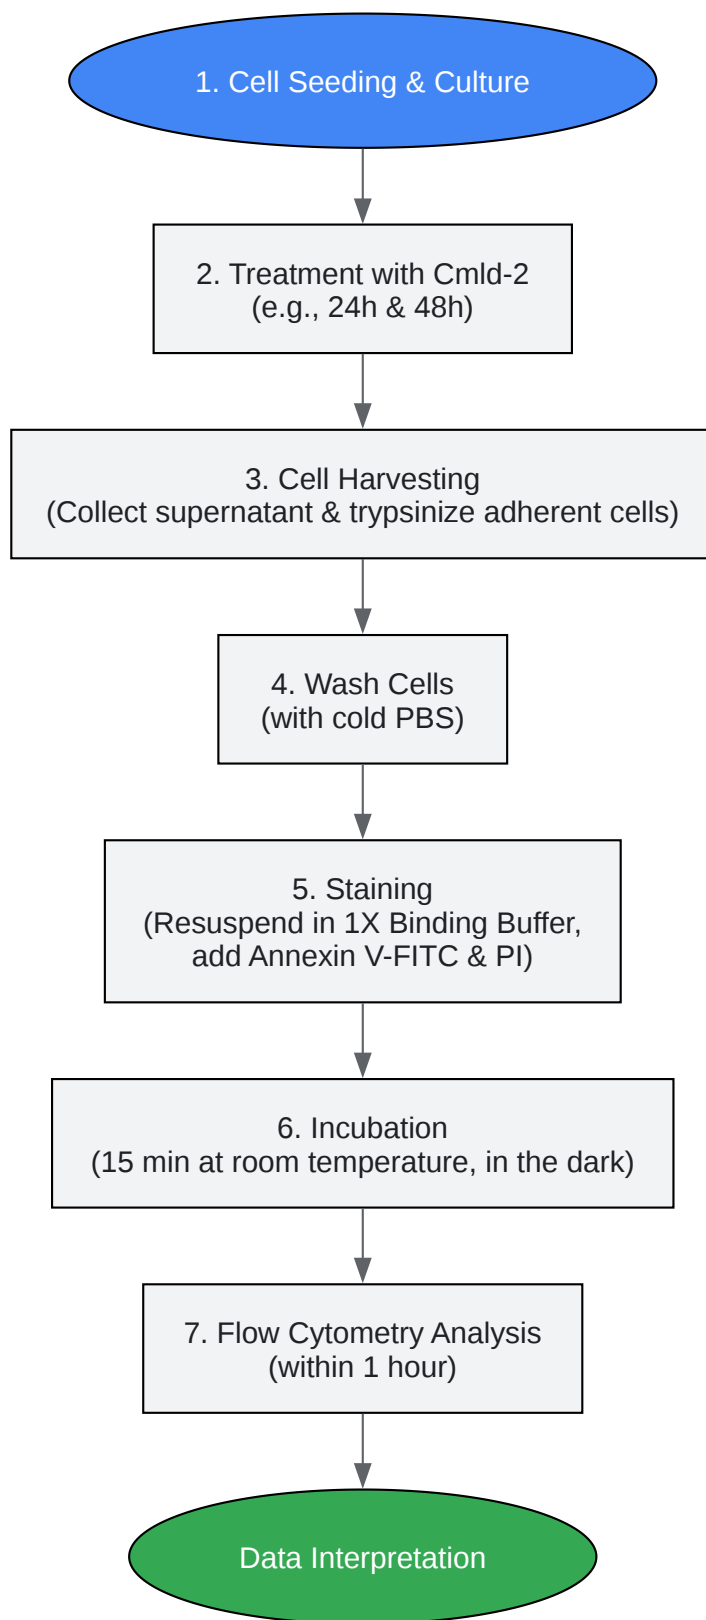 1. Cell Seeding & Culture
2. Treatment with Cmld-2
(e.g., 24h & 48h)
3. Cell Harvesting
(Collect supernatant & trypsinize adherent cells)
4. Wash Cells
(with cold PBS)
5. Staining
(Resuspend in 1X Binding Buffer,
add Annexin V-FITC & PI)
6. Incubation
(15 min at room temperature, in the dark)
7. Flow Cytometry Analysis
(within 1 hour)
Data Interpretation